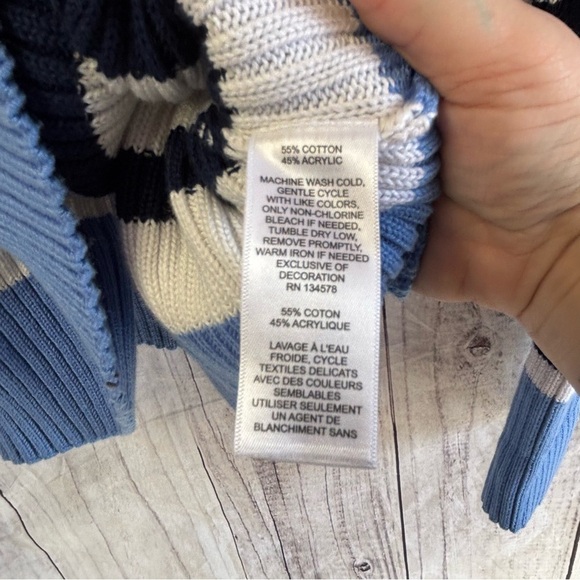 55% COTTON
45% ACRYLIC
MACHINE WASH COLD,
GENTLE CYCLE
WITH LIKE COLORS,
ONLY NON-CHLORINE
BLEACH IF NEEDED,
TUMBLE DRY LOW,
REMOVE PROMPTLY,
WARM IRON IF NEEDED
EXCLUSIVE OF
DECORATION
RN 134578
55% COTON
45% ACRYLIQUE
LAVAGE À L'EAU
FROIDE, CYCLE
TEXTILES DELICATS
AVEC DES COULEURS
SEMBLABLES
UTILISER SEULEMENT
UN AGENT DE
BLANCHIMENT SANS